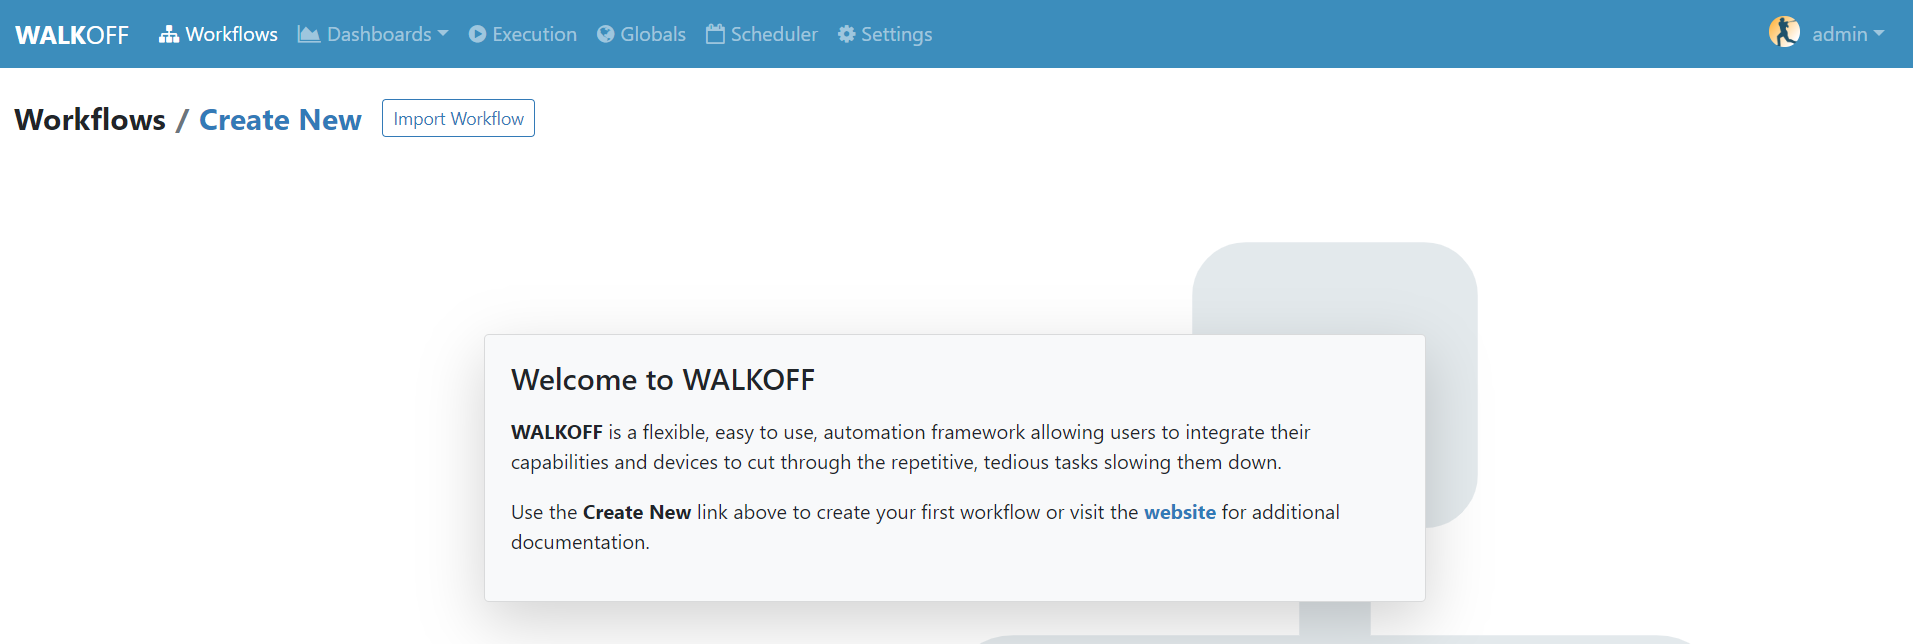 WALKOFF Workflows Dashboards Execution Globals Scheduler Settings admin
Workflows / Create New Import Workflow
Welcome to WALKOFF
WALKOFF is a flexible, easy to use, automation framework allowing users to integrate their
capabilities and devices to cut through the repetitive, tedious tasks slowing them down.
Use the Create New link above to create your first workflow or visit the website for additional
documentation.